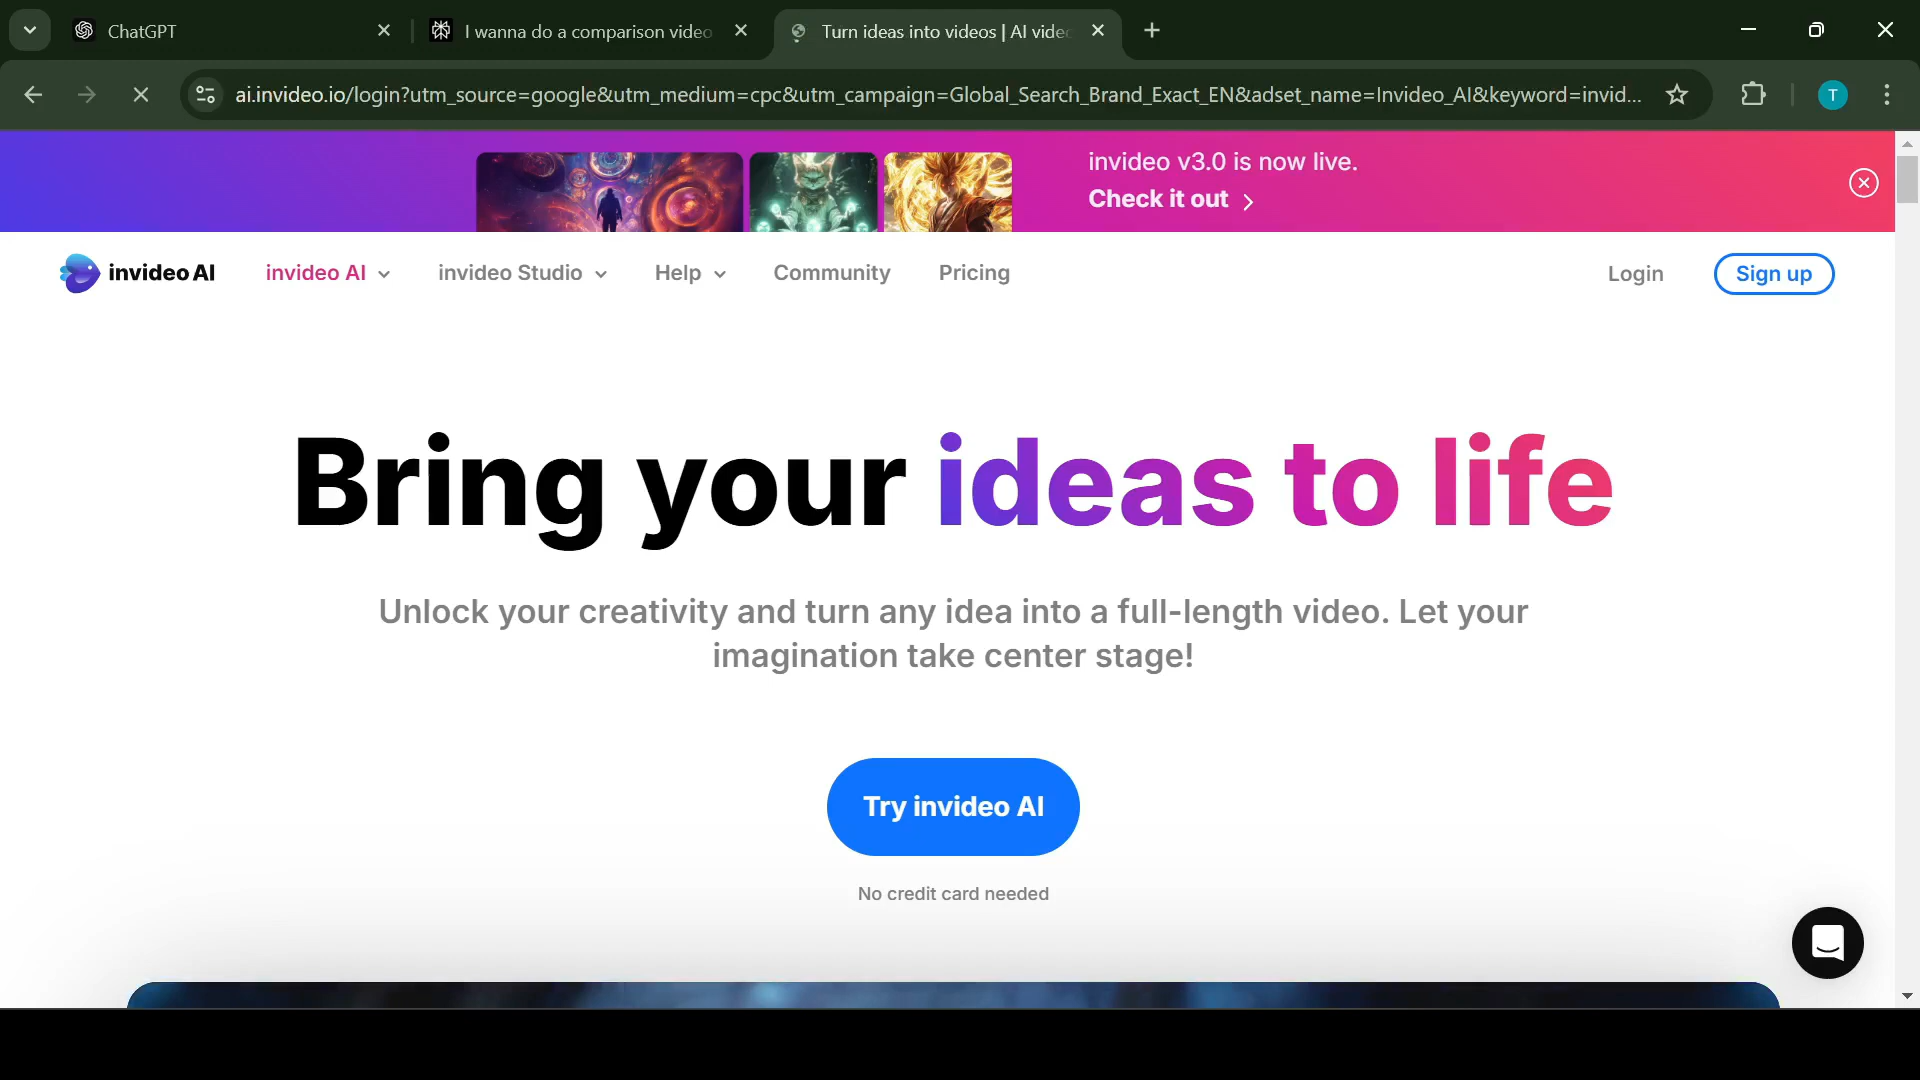 ChatGPT
I wanna do a comparison video
Turn ideas into videos | AI vide
ai.invideo.io/login?utm_source=google&utm_medium=cpc&utm_campaign=Global_Search_Brand_Exact_EN&adset_name=Invideo_AI&keyword=invid...
T
invideo v3.0 is now live.
Check it out
invideo AI
invideo AI
invideo Studio
Help
Community
Pricing
Login
Sign up
Bring your ideas to life
Unlock your creativity and turn any idea into a full-length video. Let your
imagination take center stage!
Try invideo AI
No credit card needed